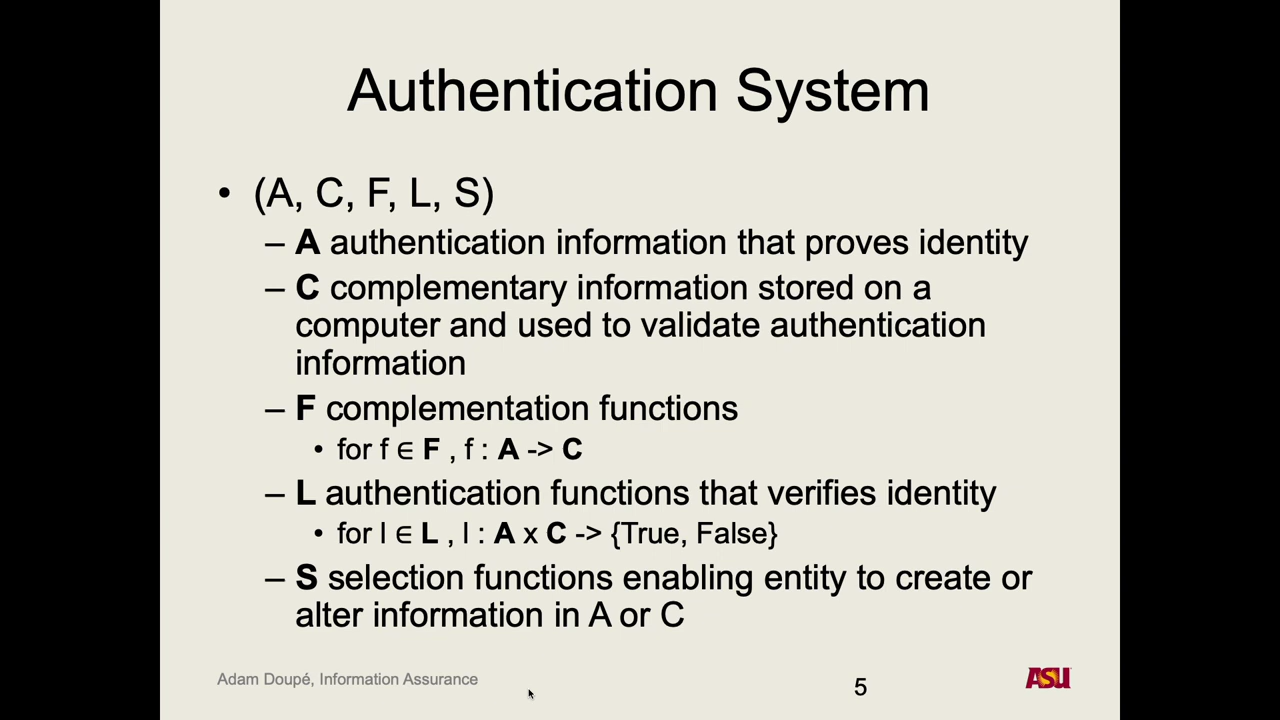 Authentication System
• (A, C, F, L, S)
– A authentication information that proves identity
– C complementary information stored on a
computer and used to validate authentication
information
– F complementation functions
• for f ∈ F , f : A -> C
– L authentication functions that verifies identity
• for l ∈ L , l : A x C -> {True, False}
– S selection functions enabling entity to create or
alter information in A or C
Adam Doupé, Information Assurance
5
ASU